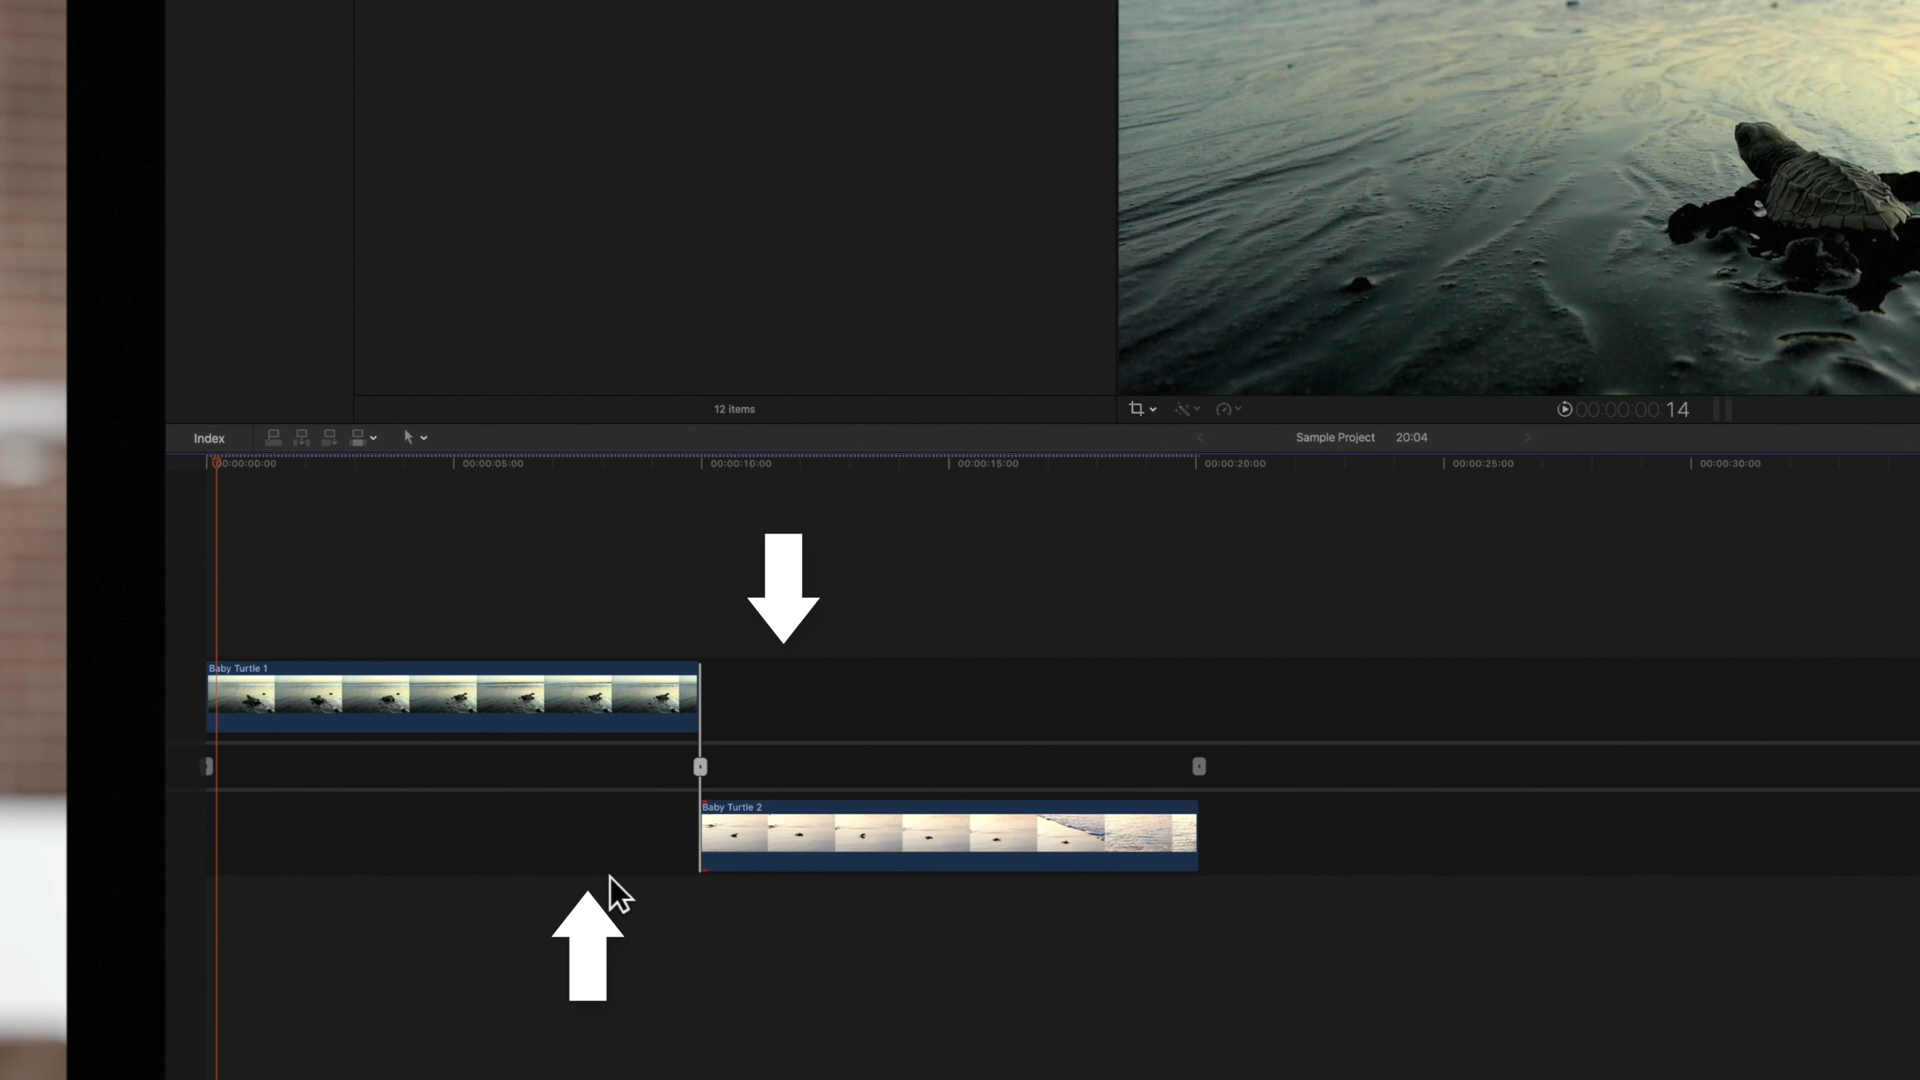 12 items
00:00:00:00:14
Index
Sample Project 20:04
00:00:00:00
00:00:05:00
00:00:10:00
00:00:15:00
00:00:20:00
00:00:25:00
00:00:30:00
Baby Turtle 1
Baby Turtle 2